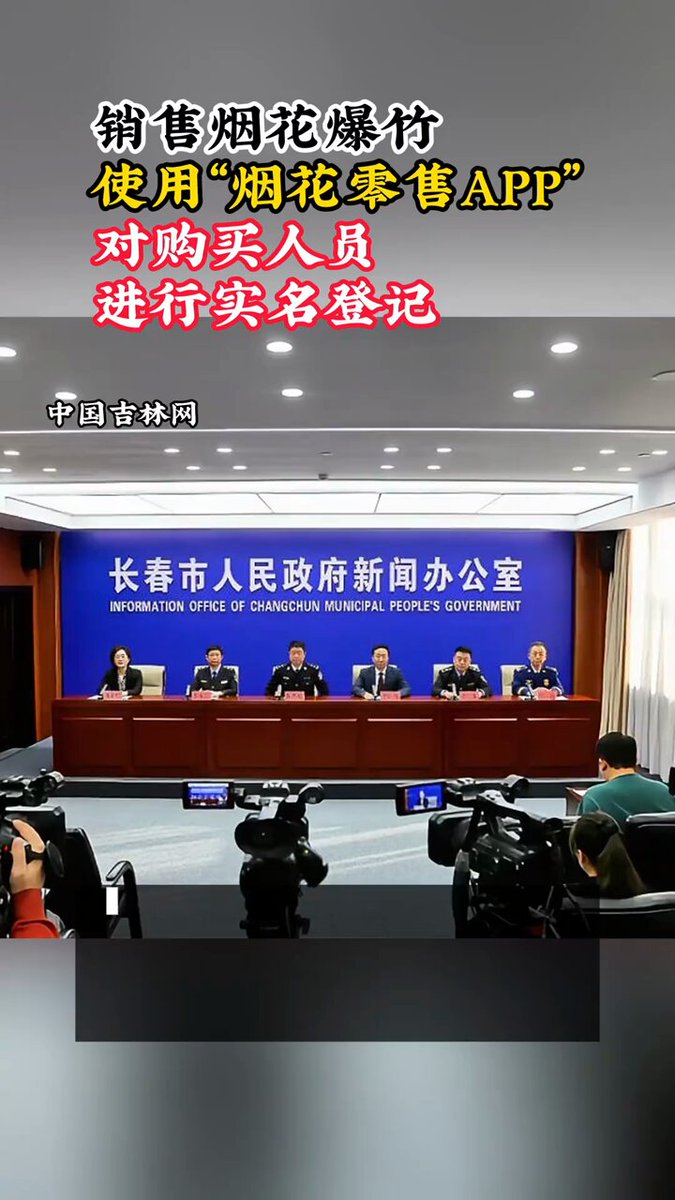 销售烟花爆竹
使用“烟花零售APP”
对购买人员
进行实名登记
中国吉林网
长春市人民政府新闻办公室
INFORMATION OFFICE OF CHANGCHUN MUNICIPAL PEOPLE'S GOVERNMENT